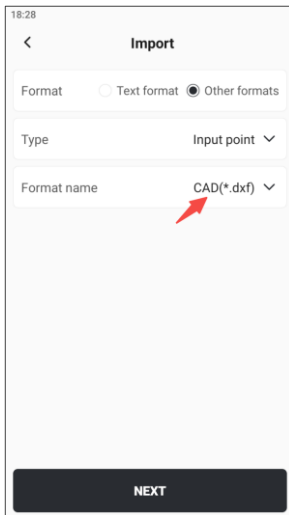 18:28
Import
Format Text format Other formats
Type Input point
Format name CAD(*.dxf)
NEXT